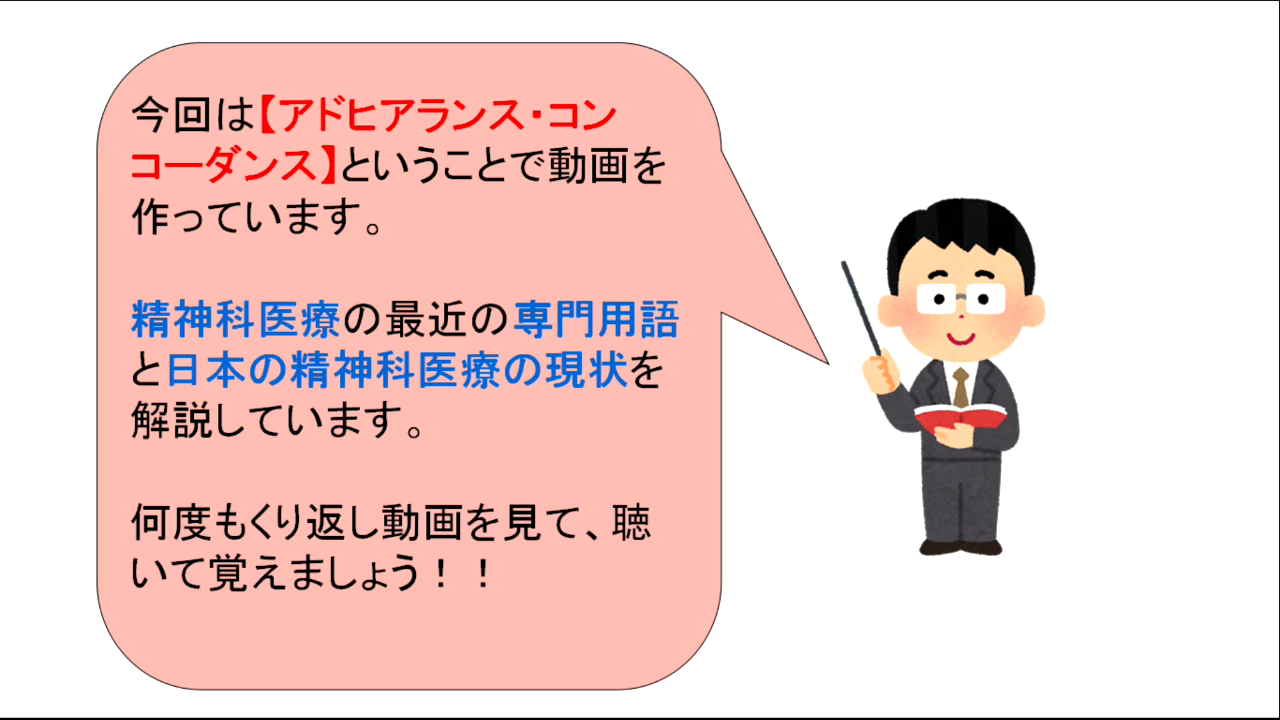 今回は【アドヒアランス・コン
コーダンス】ということで動画を
作っています。
精神科医療の最近の専門用語
と日本の精神科医療の現状を
解説しています。
何度もくり返し動画を見て、聴
いて覚えましょう！！